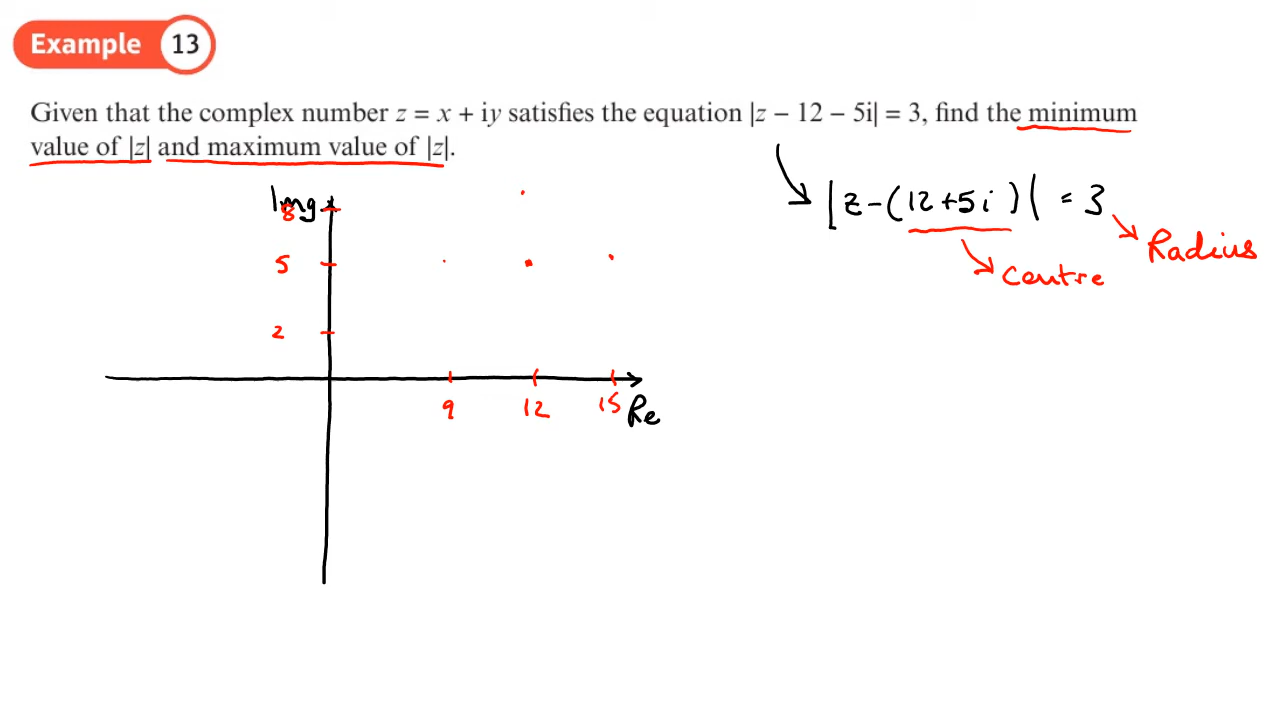 Example 13
Given that the complex number z = x + iy satisfies the equation |z − 12 − 5i| = 3, find the minimum
value of |z| and maximum value of |z|.
|z-(12+5i)| = 3
Radius
Centre
Img
8
5
2
9 12 15 Re